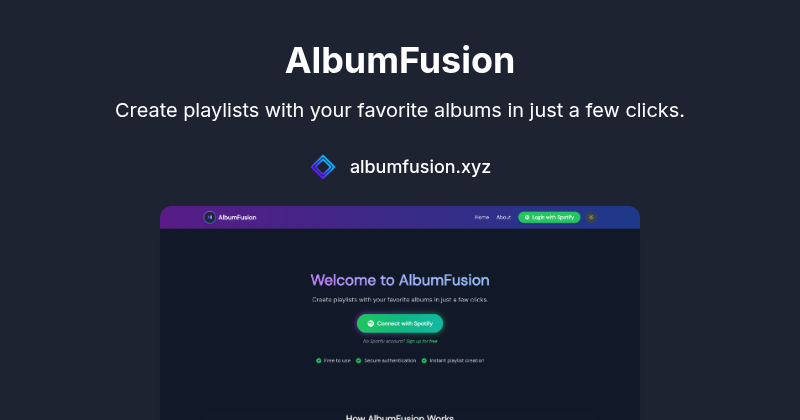 AlbumFusion
Create playlists with your favorite albums in just a few clicks.
albumfusion.xyz
AlbumFusion
Home About Login with Spotify
Welcome to AlbumFusion
Create playlists with your favorite albums in just a few clicks.
Connect with Spotify
No Spotify account? Sign up for free
Free to use Secure authentication Instant playlist creation
How AlbumFusion Works